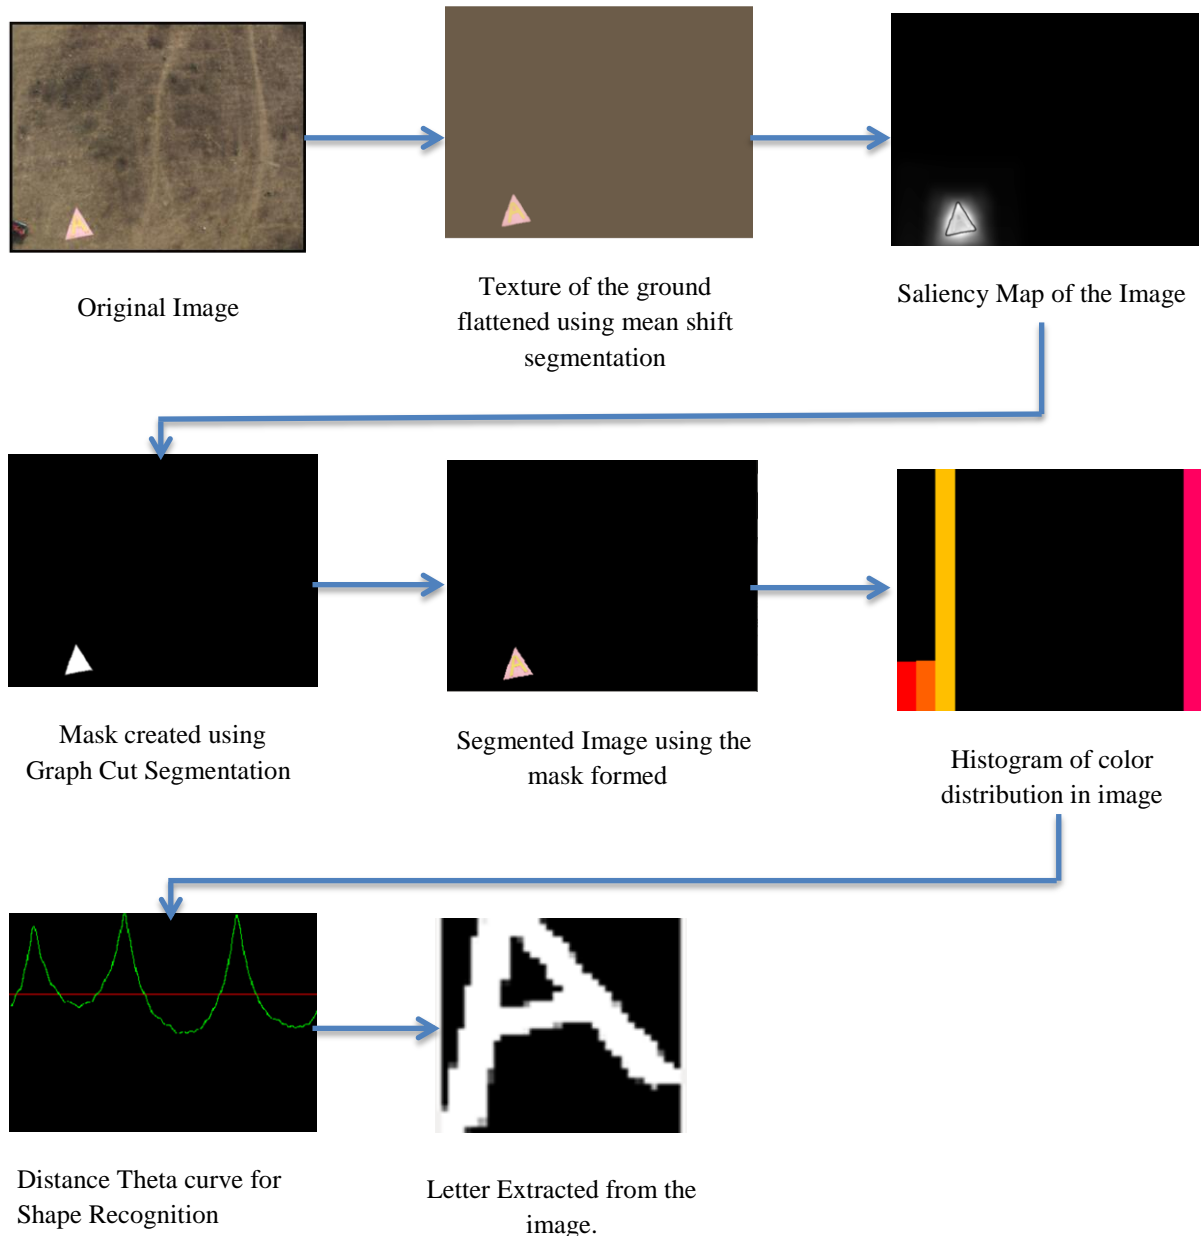 Original Image
Texture of the ground
flattened using mean shift
segmentation
Saliency Map of the Image
Mask created using
Graph Cut Segmentation
Segmented Image using the
mask formed
Histogram of color
distribution in image
Distance Theta curve for
Shape Recognition
Letter Extracted from the
image.
A